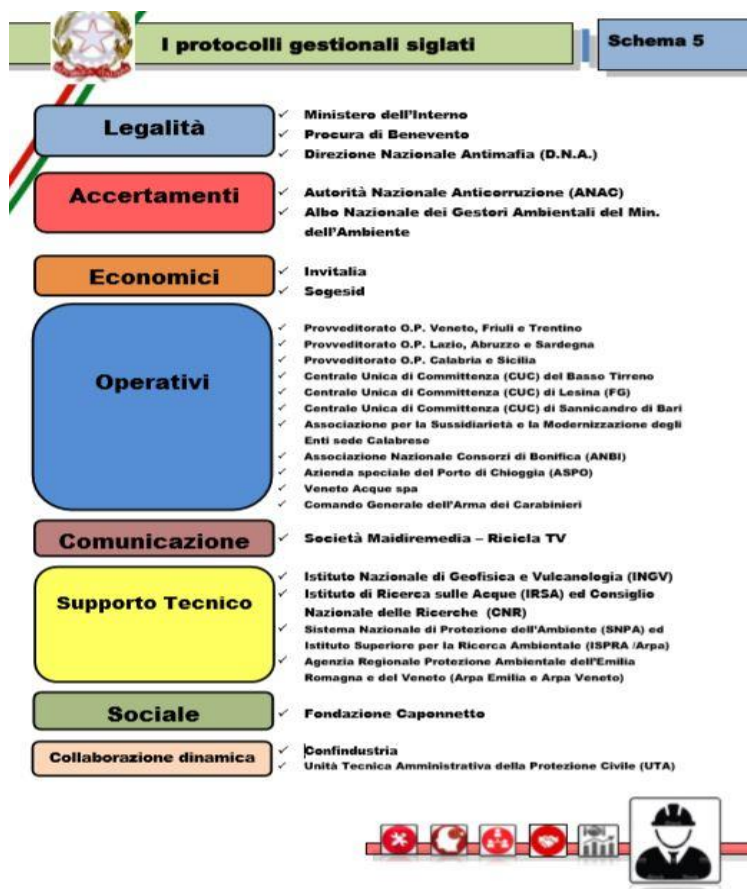 I protocolli gestionali siglati
Schema 5
Legalità
✓ Ministero dell'Interno
✓ Procura di Benevento
✓ Direzione Nazionale Antimafia (D.N.A.)
Accertamenti
✓ Autorità Nazionale Anticorruzione (ANAC)
✓ Albo Nazionale dei Gestori Ambientali del Min.
dell'Ambiente
Economici
✓ Invitalia
✓ Sogesid
Operativi
✓ Provveditorato O.P. Veneto, Friuli e Trentino
✓ Provveditorato O.P. Lazio, Abruzzo e Sardegna
✓ Provveditorato O.P. Calabria e Sicilia
✓ Centrale Unica di Committenza (CUC) del Basso Tirreno
✓ Centrale Unica di Committenza (CUC) di Lesina (FG)
✓ Centrale Unica di Committenza (CUC) di Sannicandro di Bari
✓ Associazione per la Sussidiarietà e la Modernizzazione degli
Enti sede Calabrese
✓ Associazione Nazionale Consorzi di Bonifica (ANBI)
✓ Azienda speciale del Porto di Chioggia (ASPO)
✓ Veneto Acque spa
✓ Comando Generale dell'Arma dei Carabinieri
Comunicazione
✓ Società Maidiremedia – Ricicla TV
Supporto Tecnico
✓ Istituto Nazionale di Geofisica e Vulcanologia (INGV)
✓ Istituto di Ricerca sulle Acque (IRSA) ed Consiglio
Nazionale delle Ricerche (CNR)
✓ Sistema Nazionale di Protezione dell'Ambiente (SNPA) ed
Istituto Superiore per la Ricerca Ambientale (ISPRA /Arpa)
✓ Agenzia Regionale Protezione Ambientale dell'Emilia
Romagna e del Veneto (Arpa Emilia e Arpa Veneto)
Sociale
✓ Fondazione Caponnetto
Collaborazione dinamica
✓ Confindustria
✓ Unità Tecnica Amministrativa della Protezione Civile (UTA)